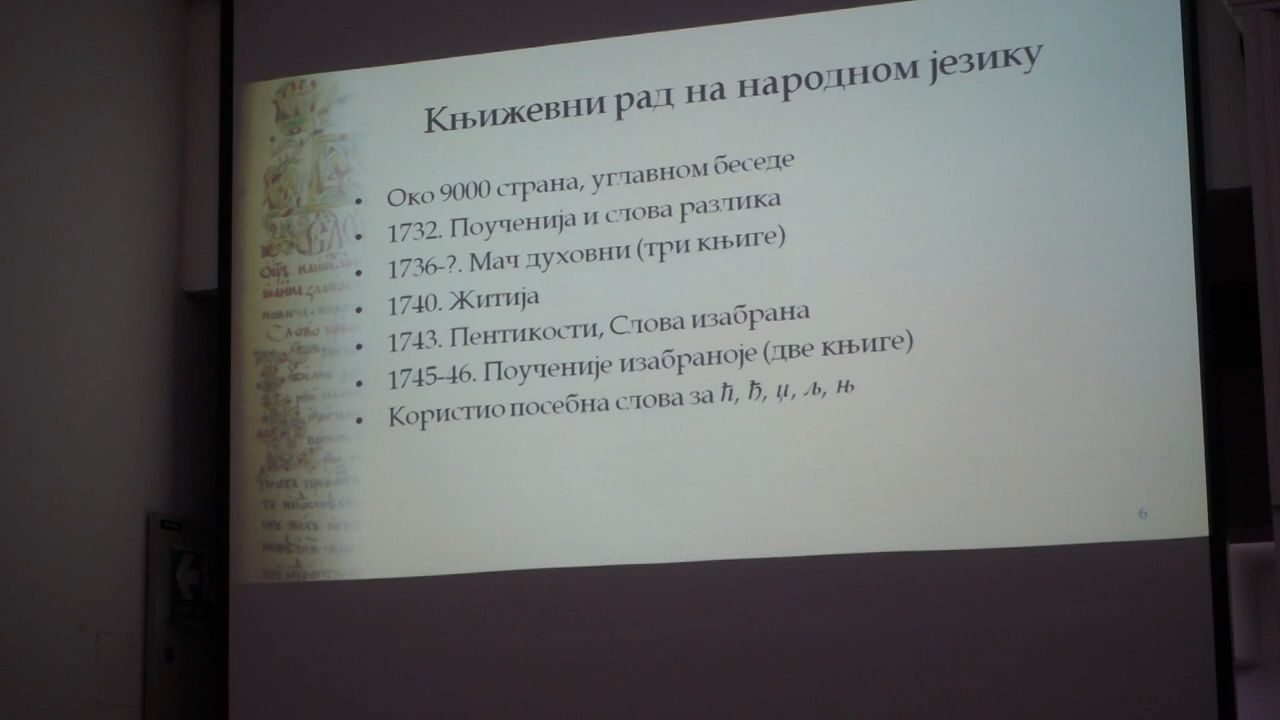 Књижевни рад на народном језику
• Око 9000 страна, углавном беседе
• 1732. Поученија и слова разлика
• 1736-?. Мач духовни (три књиге)
• 1740. Житија
• 1743. Пентикости, Слова изабрана
• 1745-46. Поученије изабраноје (две књиге)
• Користио посебна слова за ћ, ђ, џ, љ, њ
6